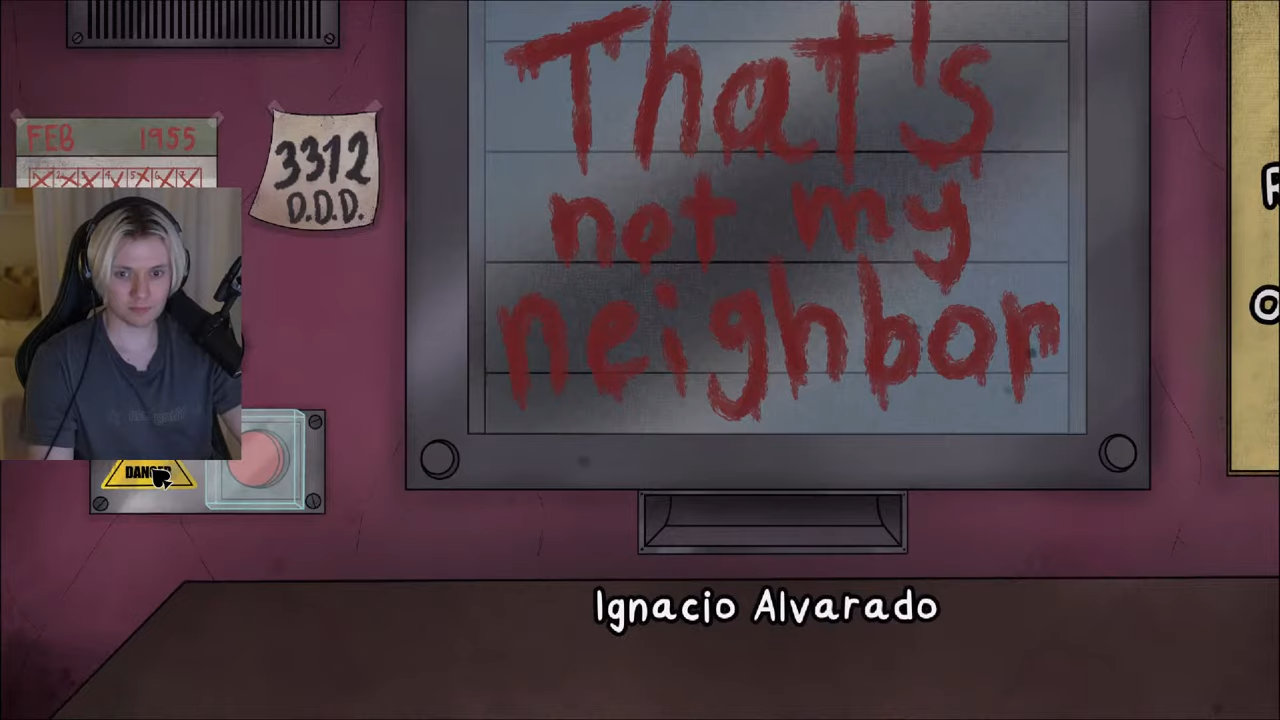 FEB 1955
3312
D.D.D.
That's
not my
neighbor
DANGER
Ignacio Alvarado